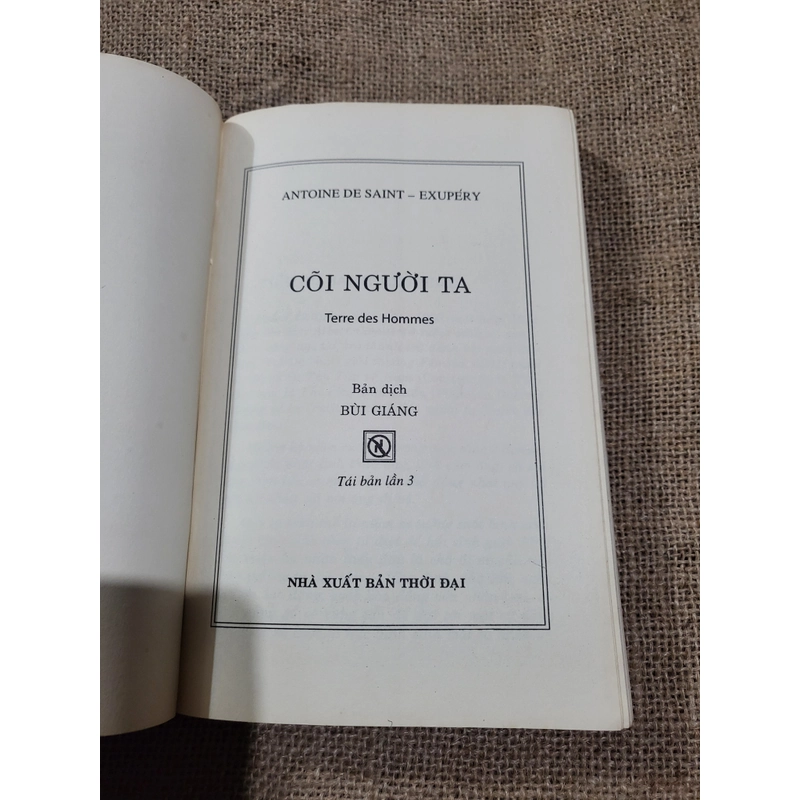 ANTOINE DE SAINT – EXUPÉRY
CÕI NGƯỜI TA
Terre des Hommes
Bản dịch
BÙI GIÁNG
Tái bản lần 3
NHÀ XUẤT BẢN THỜI ĐẠI